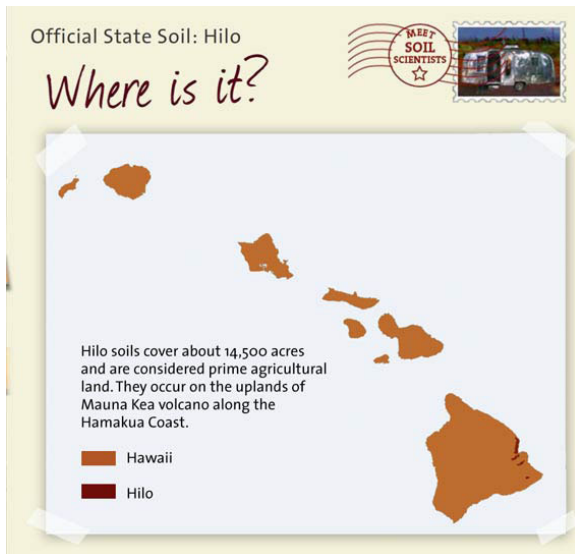 Official State Soil: Hilo
Where is it?
MEET
SOIL
SCIENTISTS
Hilo soils cover about 14,500 acres
and are considered prime agricultural
land. They occur on the uplands of
Mauna Kea volcano along the
Hamakua Coast.
Hawaii
Hilo